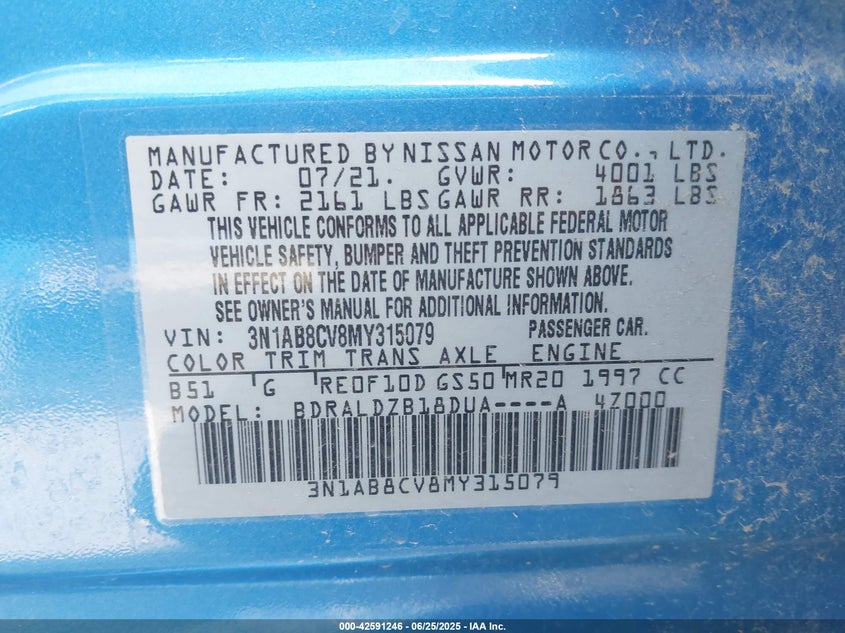 MANUFACTURED BY NISSAN MOTOR CO., LTD.
DATE: 07/21. GVWR: 4001 LBS
GAWR FR: 2161 LBS GAWR RR: 1863 LBS
THIS VEHICLE CONFORMS TO ALL APPLICABLE FEDERAL MOTOR
VEHICLE SAFETY, BUMPER AND THEFT PREVENTION STANDARDS
IN EFFECT ON THE DATE OF MANUFACTURE SHOWN ABOVE.
SEE OWNER'S MANUAL FOR ADDITIONAL INFORMATION.
VIN: 3N1AB8CV8MY315079 PASSENGER CAR.
COLOR TRIM TRANS AXLE ENGINE
B51 G RE0F10D GS50 MR20 1997 CC
MODEL: BDRALDZB18DUA----A 4Z000
3N1AB8CV8MY315079
000-42591246 - 06/25/2025 - IAA Inc.